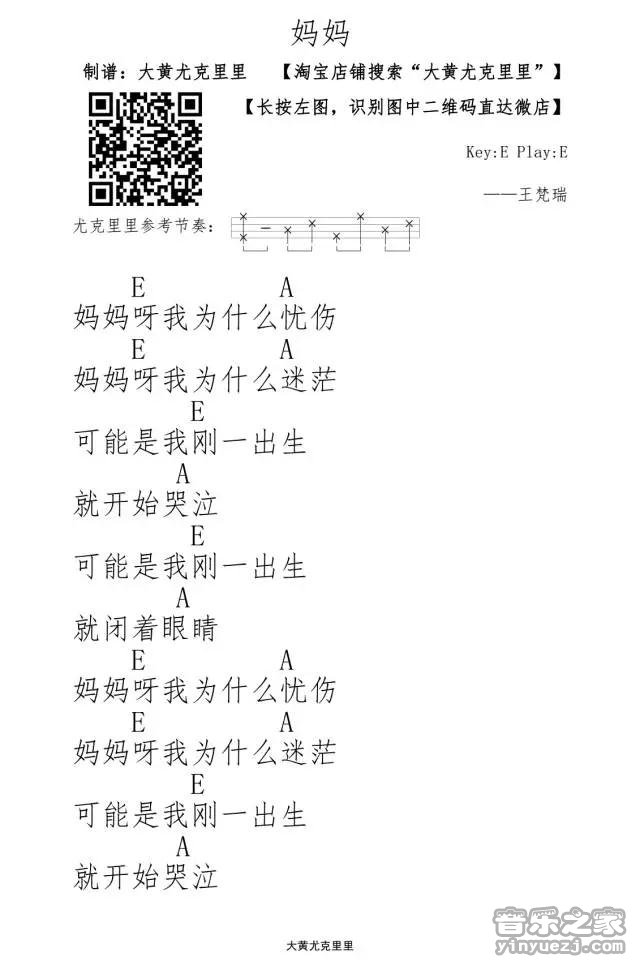 妈妈
制谱：大黄尤克里里 【淘宝店铺搜索“大黄尤克里里”】
【长按左图，识别图中二维码直达微店】
Key:E Play:E
——王梵瑞
尤克里里参考节奏：
E A
妈妈呀我为什么忧伤
E A
妈妈呀我为什么迷茫
E
可能是我刚一出生
A
就开始哭泣
E
可能是我刚一出生
A
就闭着眼睛
E A
妈妈呀我为什么忧伤
E A
妈妈呀我为什么迷茫
E
可能是我刚一出生
A
就开始哭泣
大黄尤克里里
音乐之家
yinyuezj.com